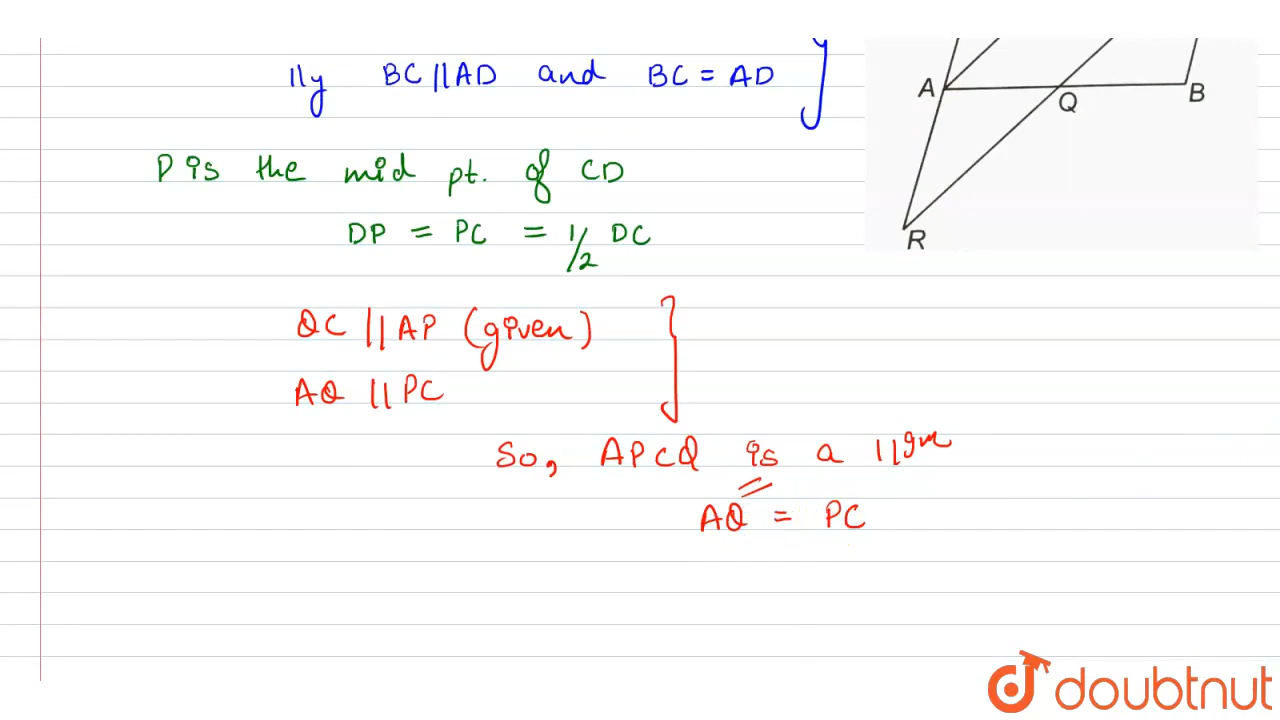 lly BC||AD and BC = AD
A
Q
B
R
P is the mid pt. of CD
DP = PC = 1/2 DC
QC || AP (given)
AQ || PC
So, APCQ is a ||gm
AQ = PC
doubtnut